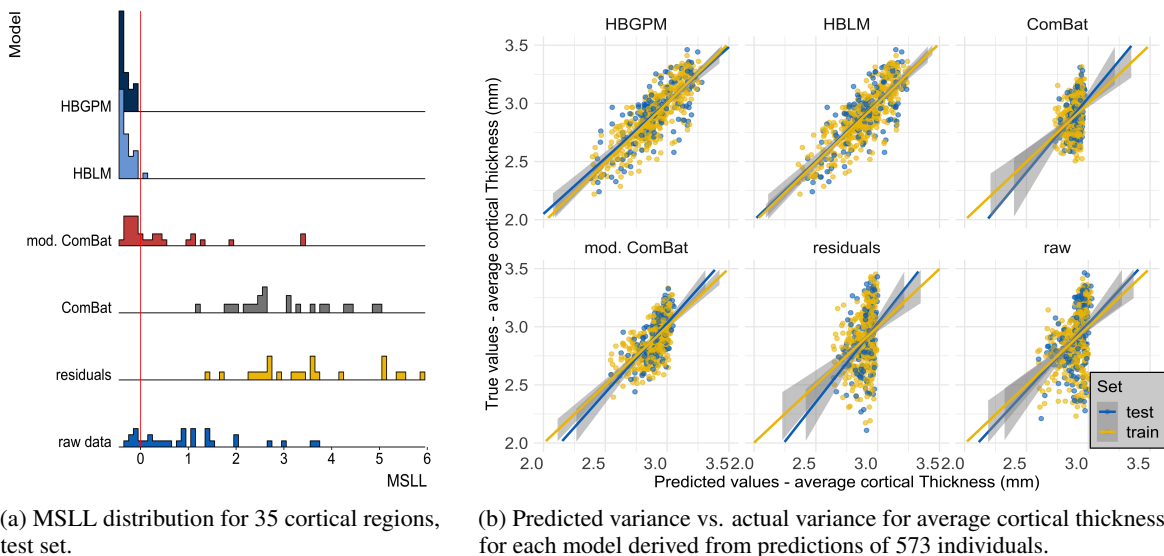 Model
HBGPM
HBLM
mod. ComBat
ComBat
residuals
raw data
0 1 2 3 4 5 6
MSLL
(a) MSLL distribution for 35 cortical regions,
test set.
HBGPM HBLM ComBat
3.5
3.0
2.5
2.0
mod. ComBat residuals raw
3.5
3.0
2.5
2.0
True values - average cortical Thickness (mm)
Set
test
train
2.0 2.5 3.0 3.5 2.0 2.5 3.0 3.5 2.0 2.5 3.0 3.5
Predicted values - average cortical Thickness (mm)
(b) Predicted variance vs. actual variance for average cortical thickness
for each model derived from predictions of 573 individuals.